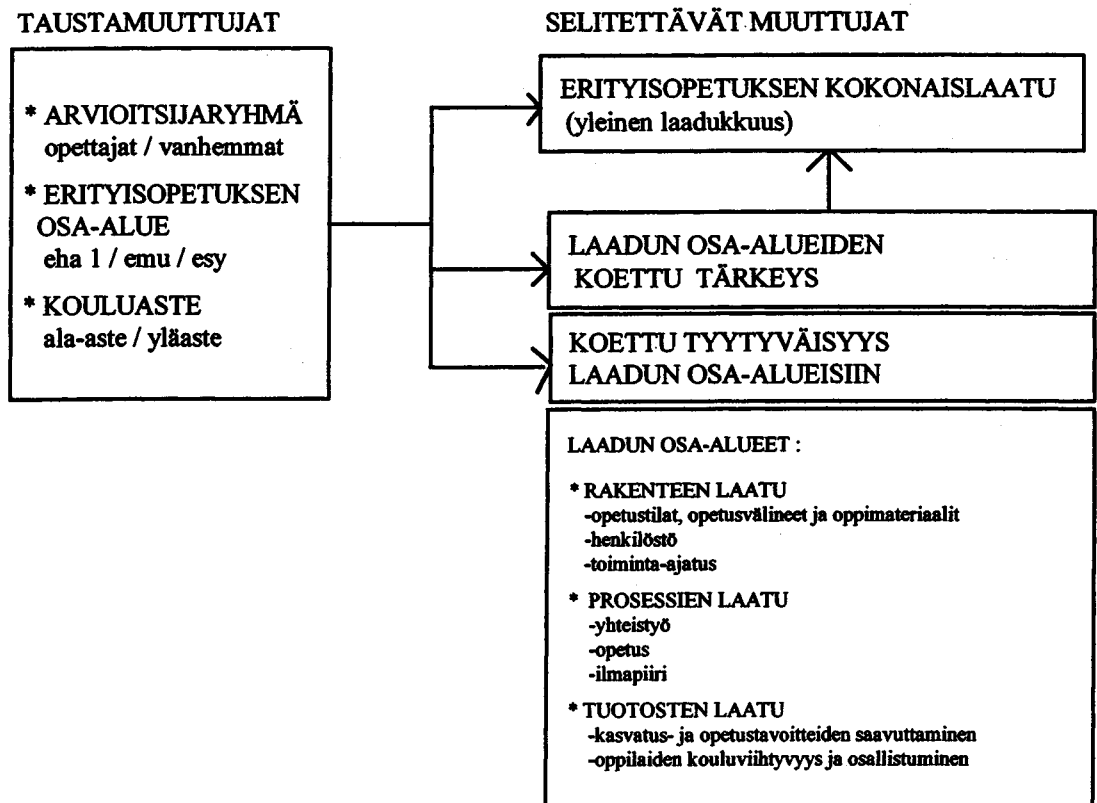 TAUSTAMUUTTUJAT
* ARVIOITSIJARYHMÄ
opettajat / vanhemmat
* ERITYISOPETUKSEN
OSA-ALUE
eha 1 / emu / esy
* KOULUASTE
ala-aste / yläaste
SELITETTÄVÄT MUUTTUJAT
ERITYISOPETUKSEN KOKONAISLAATU
(yleinen laadukkuus)
LAADUN OSA-ALUEIDEN
KOETTU TÄRKEYS
KOETTU TYYTYVÄISYYS
LAADUN OSA-ALUEISIIN
LAADUN OSA-ALUEET :
* RAKENTEEN LAATU
-opetustilat, opetusvälineet ja oppimateriaalit
-henkilöstö
-toiminta-ajatus
* PROSESSIEN LAATU
-yhteistyö
-opetus
-ilmapiiri
* TUOTOSTEN LAATU
-kasvatus- ja opetustavoitteiden saavuttaminen
-oppilaiden kouluviihtyvyys ja osallistuminen